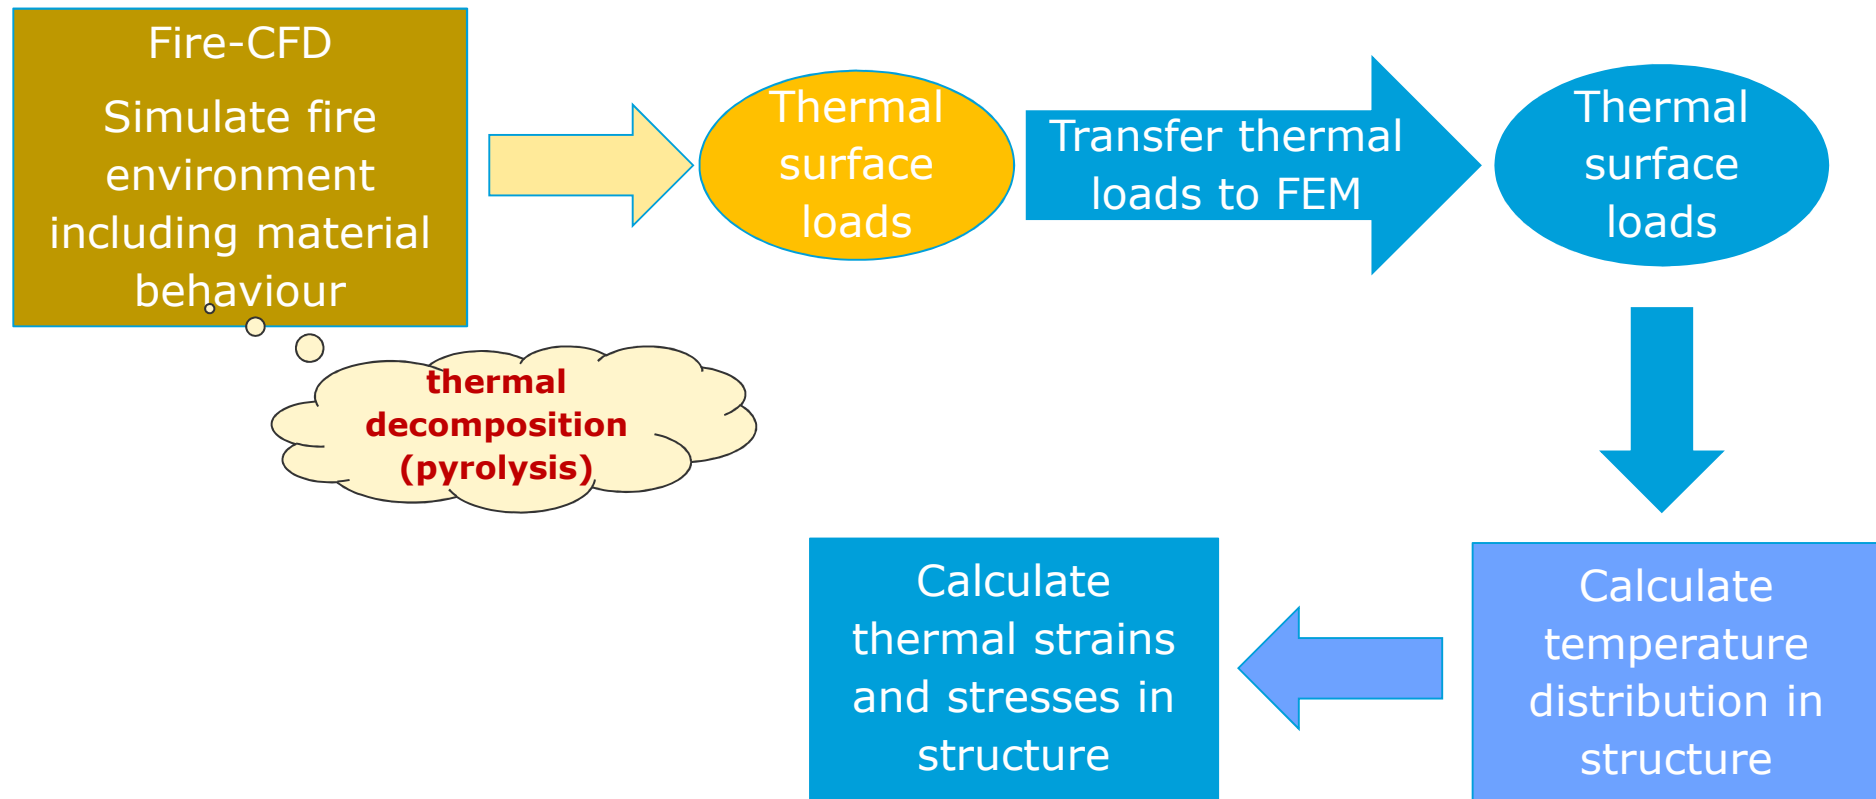 Fire-CFD
Simulate fire
environment
including material
behaviour
thermal
decomposition
(pyrolysis)
Thermal
surface
loads
Transfer thermal
loads to FEM
Thermal
surface
loads
Calculate
temperature
distribution in
structure
Calculate
thermal strains
and stresses in
structure